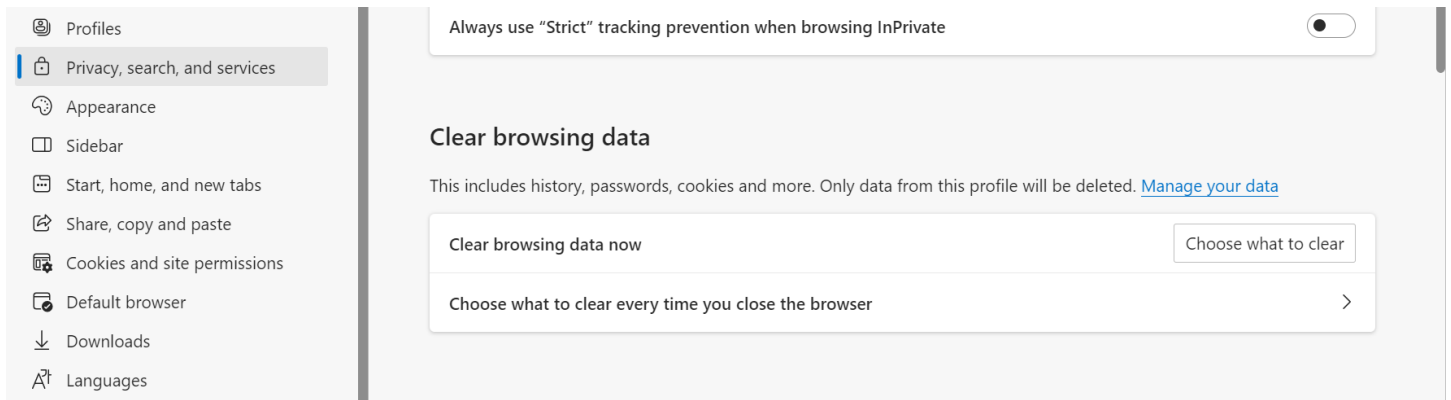 Profiles
Privacy, search, and services
Appearance
Sidebar
Start, home, and new tabs
Share, copy and paste
Cookies and site permissions
Default browser
Downloads
Languages
Always use “Strict” tracking prevention when browsing InPrivate
Clear browsing data
This includes history, passwords, cookies and more. Only data from this profile will be deleted. Manage your data
Clear browsing data now
Choose what to clear
Choose what to clear every time you close the browser